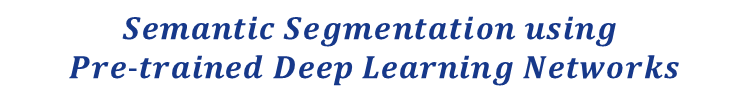 Semantic Segmentation using
Pre-trained Deep Learning Networks